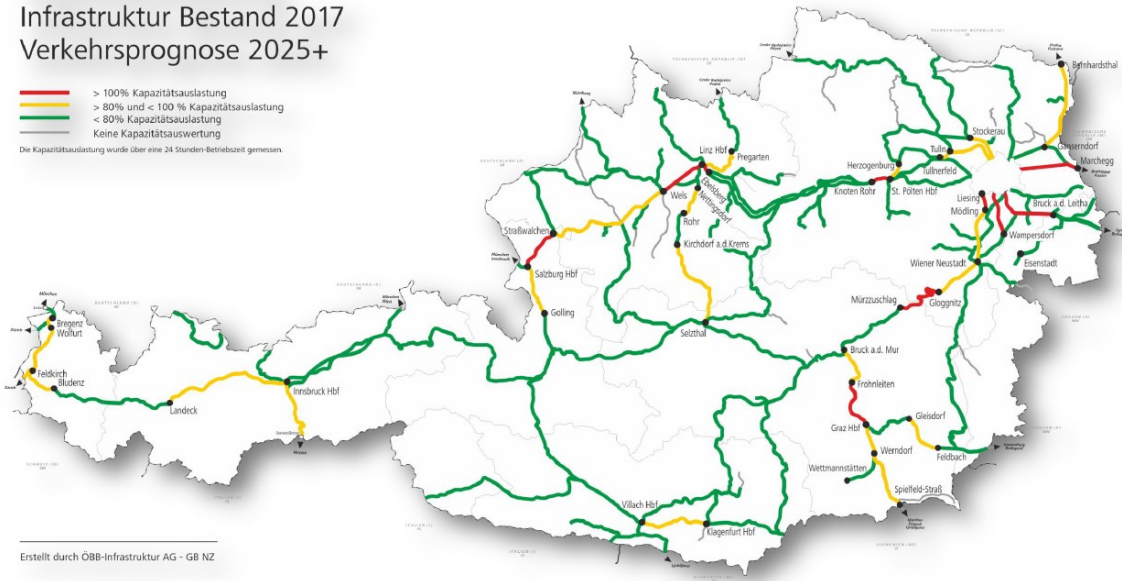 Infrastruktur Bestand 2017
Verkehrsprognose 2025+
> 100% Kapazitätsauslastung
> 80% und < 100 % Kapazitätsauslastung
< 80% Kapazitätsauslastung
Keine Kapazitätsauswertung
Die Kapazitätsauslastung wurde über eine 24 Stunden-Betriebszeit gemessen.
Bernhardsthal
Stockerau
Gänserndorf
Linz Hbf
Pregarten
Tulln
Tullnerfeld
Herzogenburg
Marchegg
Ebelsberg
Nettingsdorf
Knoten Rohr
St. Pölten Hbf
Wels
Liesing
Mödling
Bruck a.d. Leitha
Rohr
Straßwalchen
Wampersdorf
Kirchdorf a.d.Krems
Wiener Neustadt
Eisenstadt
Salzburg Hbf
Mürzzuschlag
Gloggnitz
Golling
Bregenz
Wolfurt
Selzthal
Bruck a.d. Mur
Feldkirch
Bludenz
Innsbruck Hbf
Frohnleiten
Landeck
Gleisdorf
Graz Hbf
Werndorf
Feldbach
Wettmannstätten
Spielfeld-Straß
Villach Hbf
Klagenfurt Hbf
Erstellt durch ÖBB-Infrastruktur AG - GB NZ